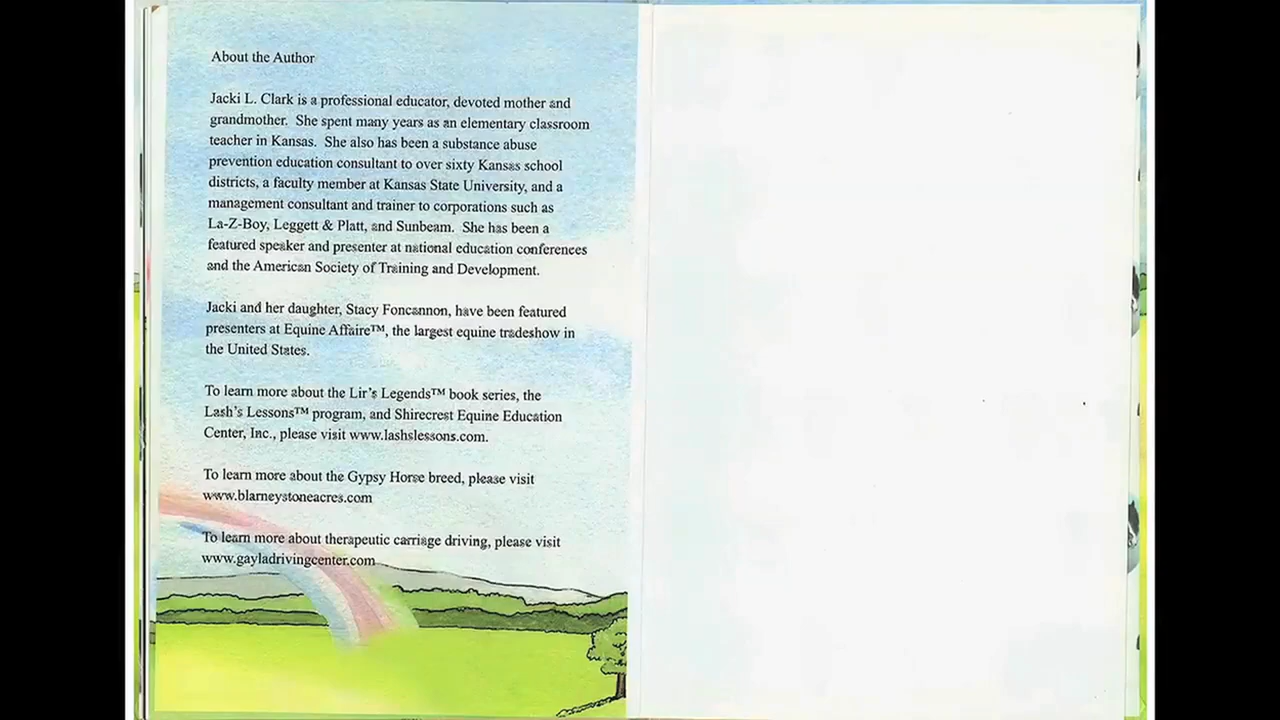 About the Author
Jacki L. Clark is a professional educator, devoted mother and
grandmother. She spent many years as an elementary classroom
teacher in Kansas. She also has been a substance abuse
prevention education consultant to over sixty Kansas school
districts, a faculty member at Kansas State University, and a
management consultant and trainer to corporations such as
La-Z-Boy, Leggett & Platt, and Sunbeam. She has been a
featured speaker and presenter at national education conferences
and the American Society of Training and Development.
Jacki and her daughter, Stacy Foncannon, have been featured
presenters at Equine Affaire™, the largest equine tradeshow in
the United States.
To learn more about the Lir's Legends™ book series, the
Lash's Lessons™ program, and Shirecrest Equine Education
Center, Inc., please visit www.lashslessons.com.
To learn more about the Gypsy Horse breed, please visit
www.blarneystoneacres.com
To learn more about therapeutic carriage driving, please visit
www.gayladrivingcenter.com